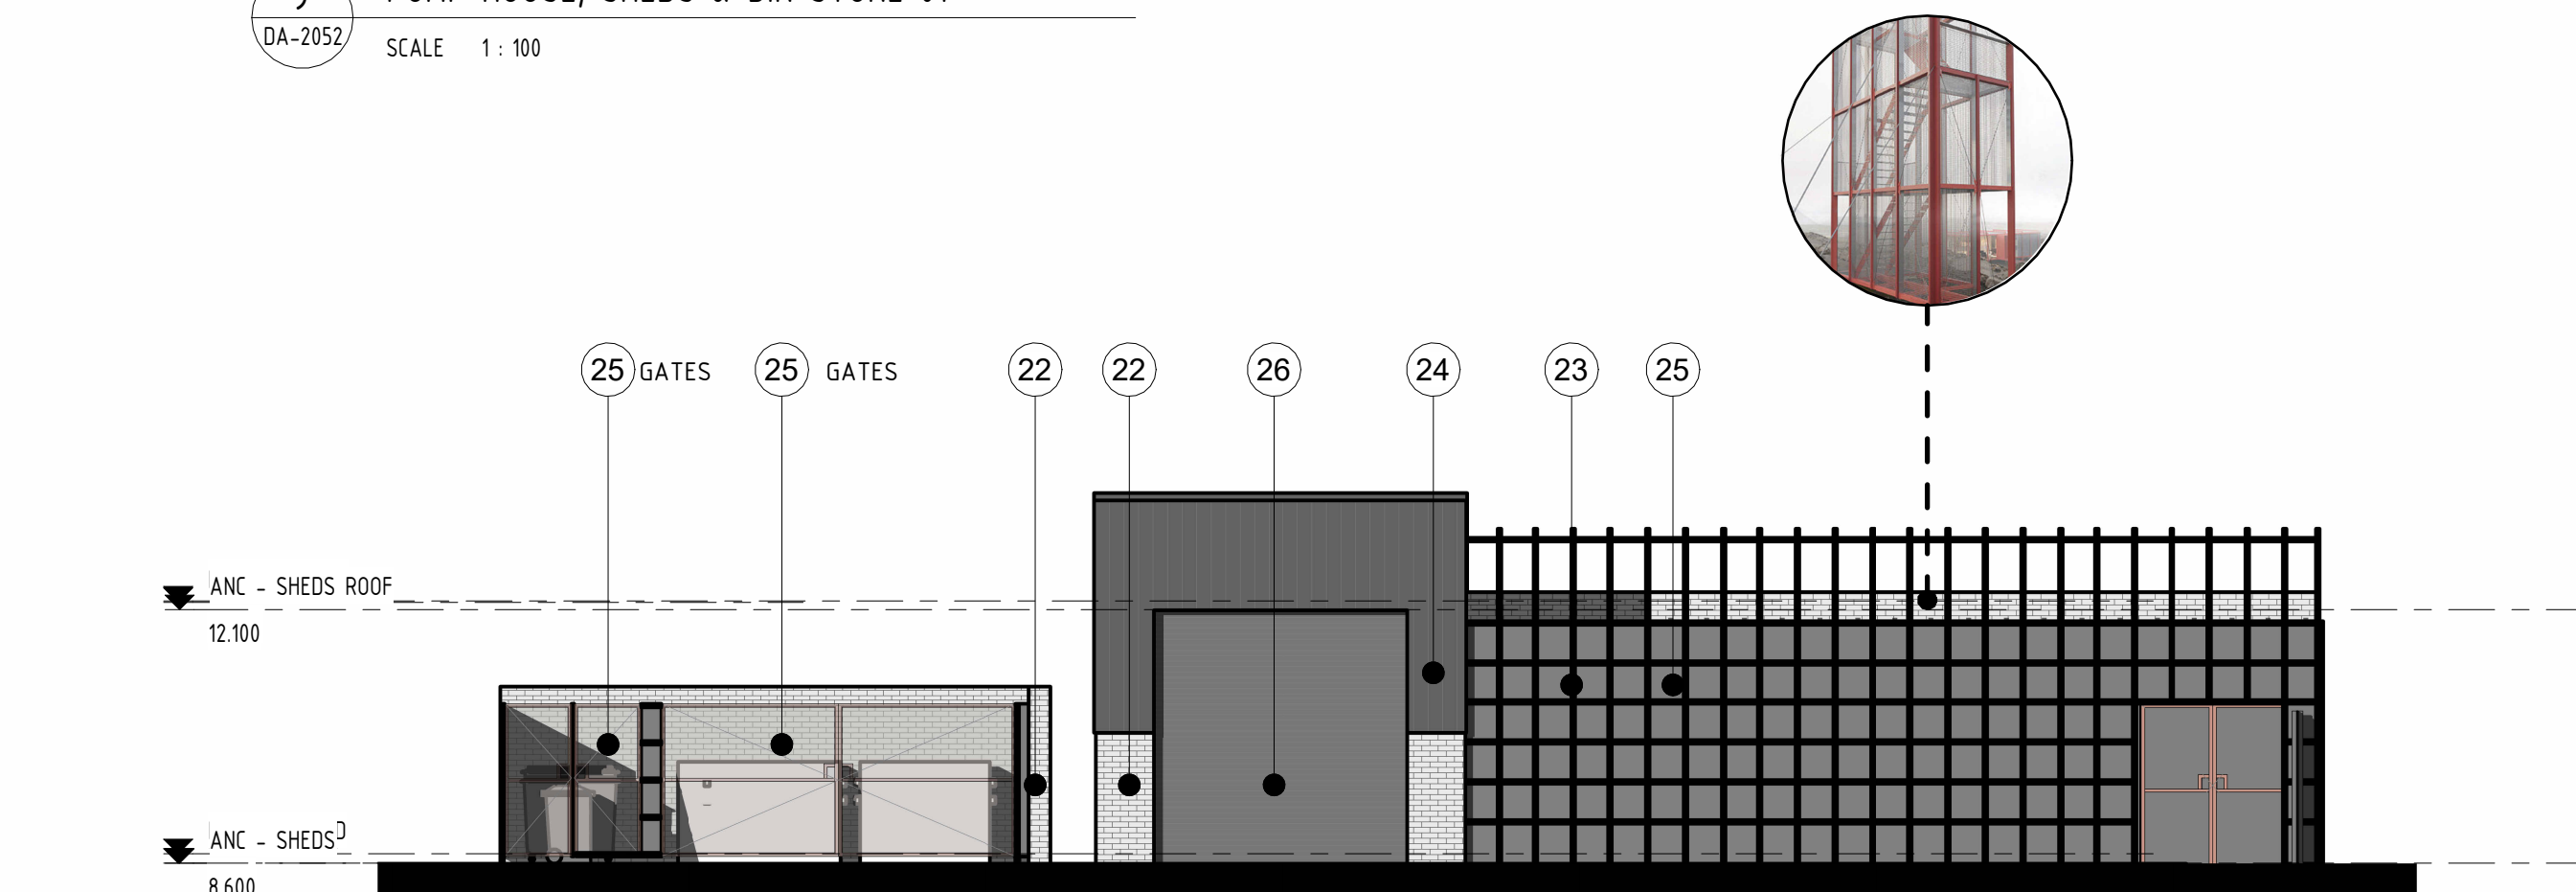 DA-2052
SCALE 1 : 100
25 GATES 25 GATES 22 22 26 24 23 25
ANC - SHEDS ROOF
12.100
ANC - SHEDS
8.600